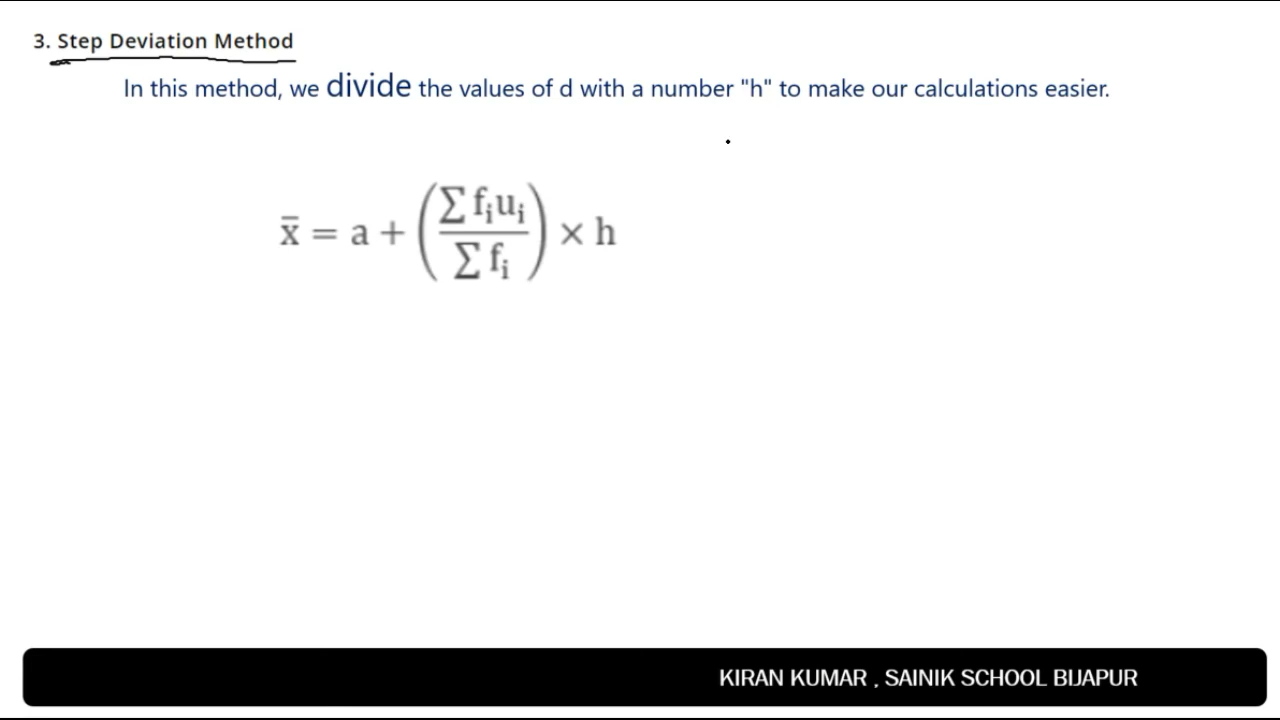 3. Step Deviation Method
In this method, we divide the values of d with a number "h" to make our calculations easier.
x̄ = a + (∑ fᵢuᵢ / ∑ fᵢ) × h
KIRAN KUMAR , SAINIK SCHOOL BIJAPUR